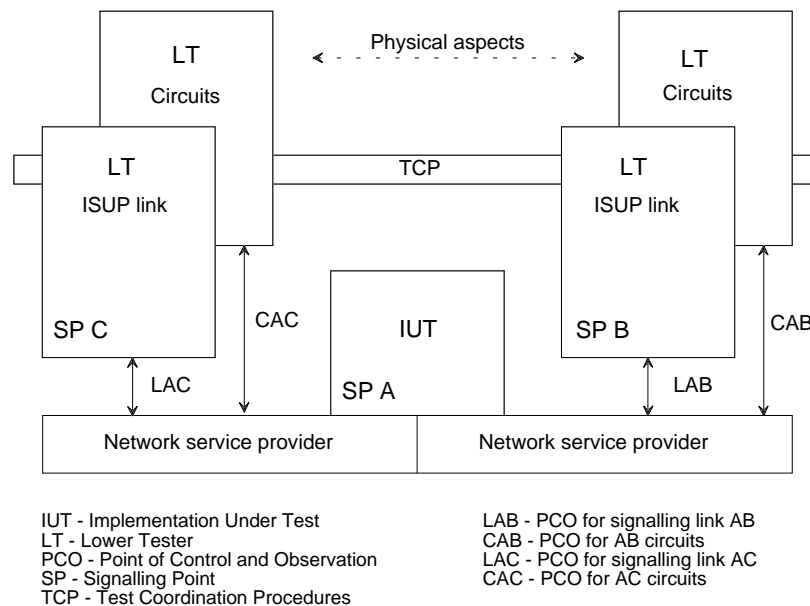 LT
Circuits
Physical aspects
LT
Circuits
LT
ISUP link
TCP
LT
ISUP link
SP C
CAC
IUT
SP B
CAB
LAC
SP A
LAB
Network service provider
Network service provider
IUT - Implementation Under Test
LT - Lower Tester
PCO - Point of Control and Observation
SP - Signalling Point
TCP - Test Coordination Procedures
LAB - PCO for signalling link AB
CAB - PCO for AB circuits
LAC - PCO for signalling link AC
CAC - PCO for AC circuits